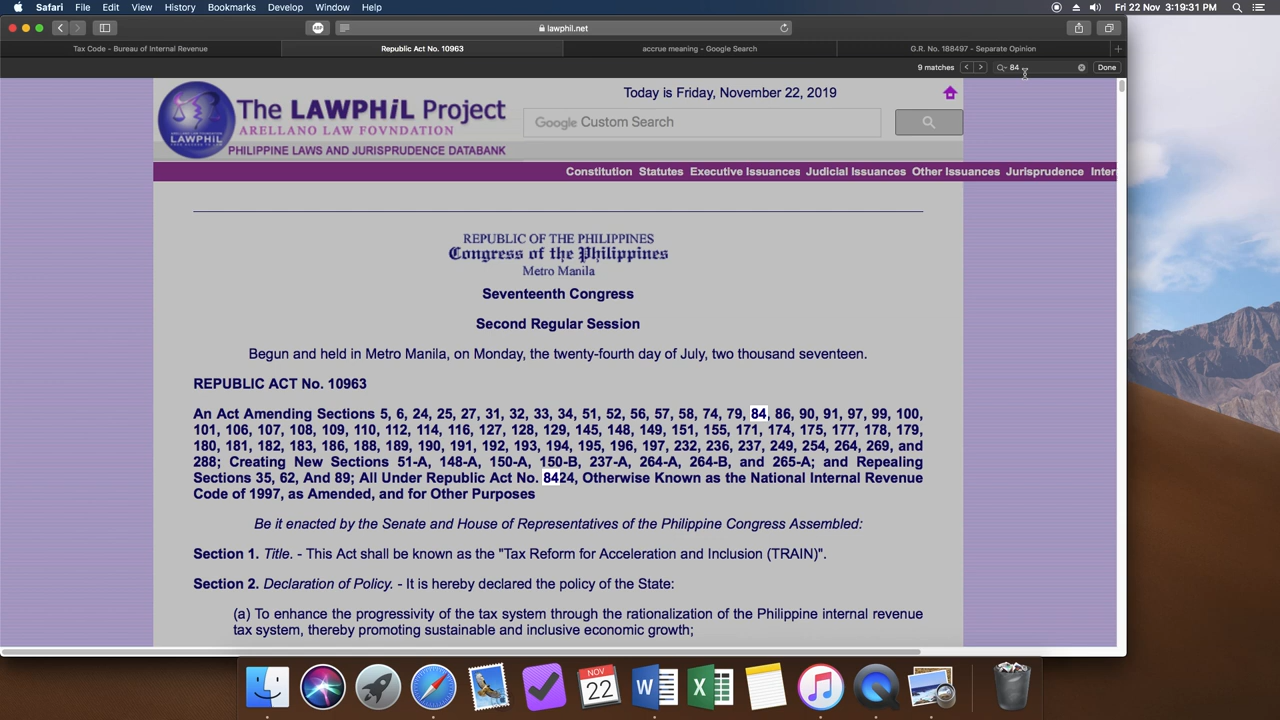 Safari File Edit View History Bookmarks Develop Window Help Fri 22 Nov 3:19:31 PM
ABP lawphil.net
Tax Code - Bureau of Internal Revenue Republic Act No. 10963 accrue meaning - Google Search G.R. No. 188497 - Separate Opinion +
9 matches < > 84 Done
The LAWPHiL Project
ARELLANO LAW FOUNDATION
PHILIPPINE LAWS AND JURISPRUDENCE DATABANK
LAWPHIL
Today is Friday, November 22, 2019
Google Custom Search
Constitution Statutes Executive Issuances Judicial Issuances Other Issuances Jurisprudence Inter
REPUBLIC OF THE PHILIPPINES
Congress of the Philippines
Metro Manila
Seventeenth Congress
Second Regular Session
Begun and held in Metro Manila, on Monday, the twenty-fourth day of July, two thousand seventeen.
REPUBLIC ACT No. 10963
An Act Amending Sections 5, 6, 24, 25, 27, 31, 32, 33, 34, 51, 52, 56, 57, 58, 74, 79, 84, 86, 90, 91, 97, 99, 100,
101, 106, 107, 108, 109, 110, 112, 114, 116, 127, 128, 129, 145, 148, 149, 151, 155, 171, 174, 175, 177, 178, 179,
180, 181, 182, 183, 186, 188, 189, 190, 191, 192, 193, 194, 195, 196, 197, 232, 236, 237, 249, 254, 264, 269, and
288; Creating New Sections 51-A, 148-A, 150-A, 150-B, 237-A, 264-A, 264-B, and 265-A; and Repealing
Sections 35, 62, And 89; All Under Republic Act No. 8424, Otherwise Known as the National Internal Revenue
Code of 1997, as Amended, and for Other Purposes
Be it enacted by the Senate and House of Representatives of the Philippine Congress Assembled:
Section 1. Title. - This Act shall be known as the "Tax Reform for Acceleration and Inclusion (TRAIN)".
Section 2. Declaration of Policy. - It is hereby declared the policy of the State:
(a) To enhance the progressivity of the tax system through the rationalization of the Philippine internal revenue
tax system, thereby promoting sustainable and inclusive economic growth;
NOV
22
W X